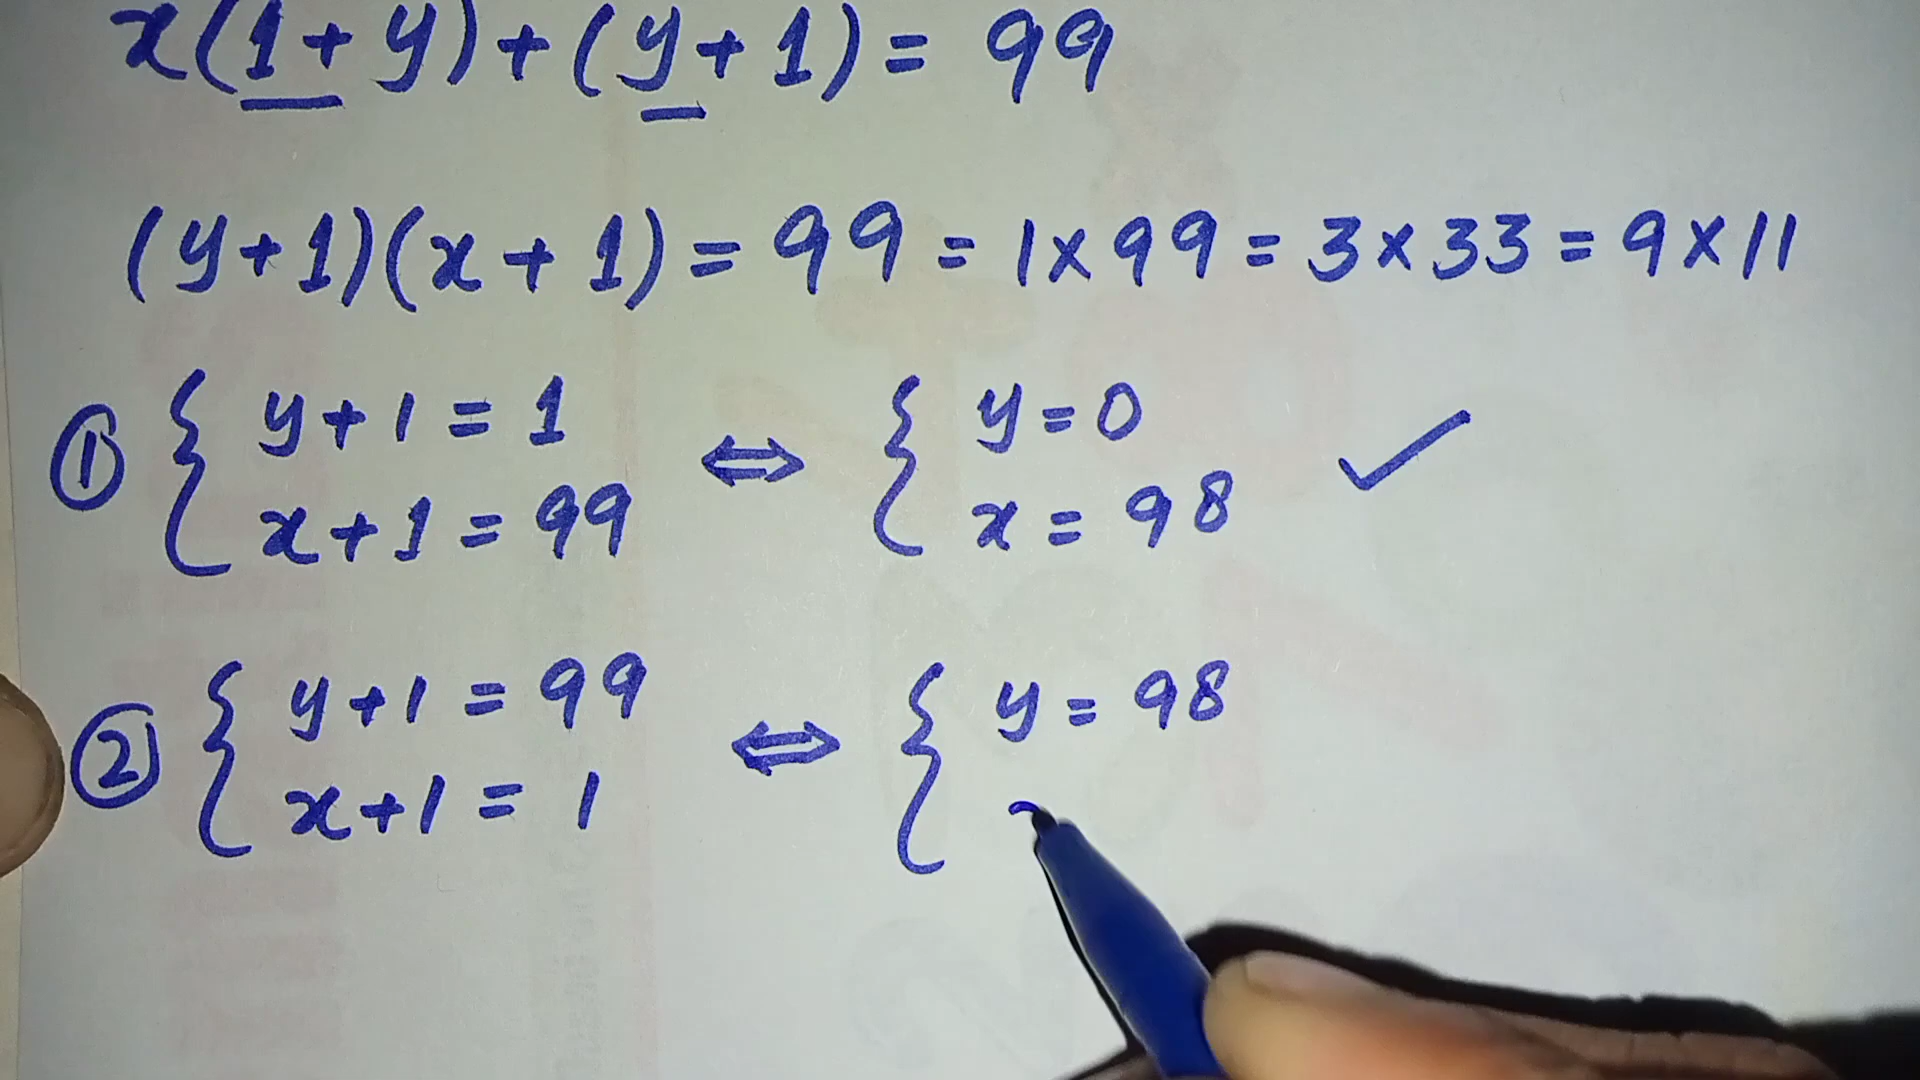 x(1+y)+(y+1)= 99
(y+1)(x+1)= 99 = 1×99 = 3×33 = 9×11
① { y+1 = 1 ⇔ { y=0 ✓
x+1 = 99 x = 98
② { y+1 = 99 ⇔ { y = 98
x+1 = 1